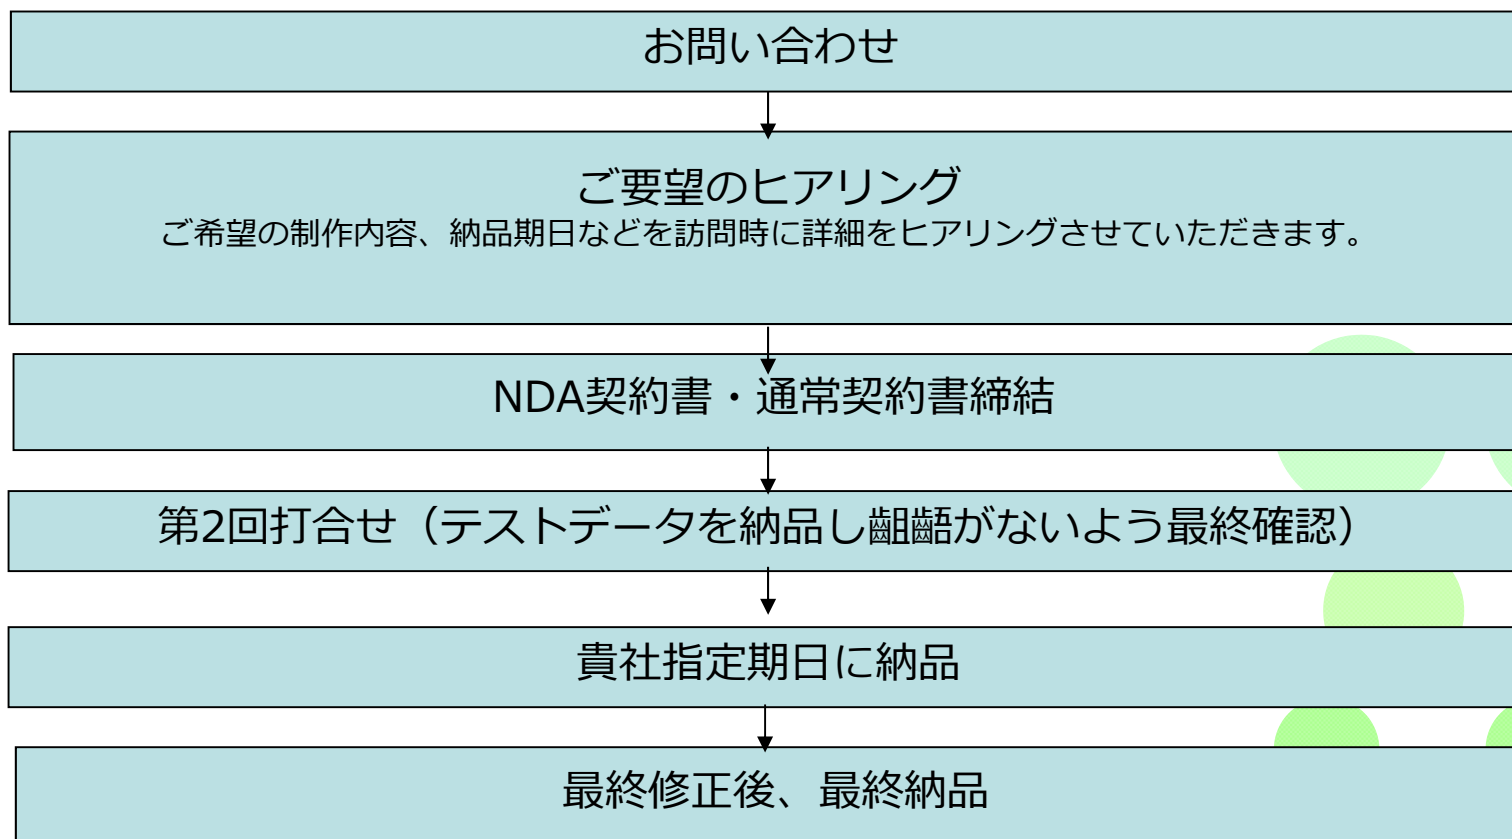 お問い合わせ
ご要望のヒアリング
ご希望の制作内容、納品期日などを訪問時に詳細をヒアリングさせていただきます。
NDA契約書・通常契約書締結
第2回打合せ（テストデータを納品し齟齬がないよう最終確認）
貴社指定期日に納品
最終修正後、最終納品